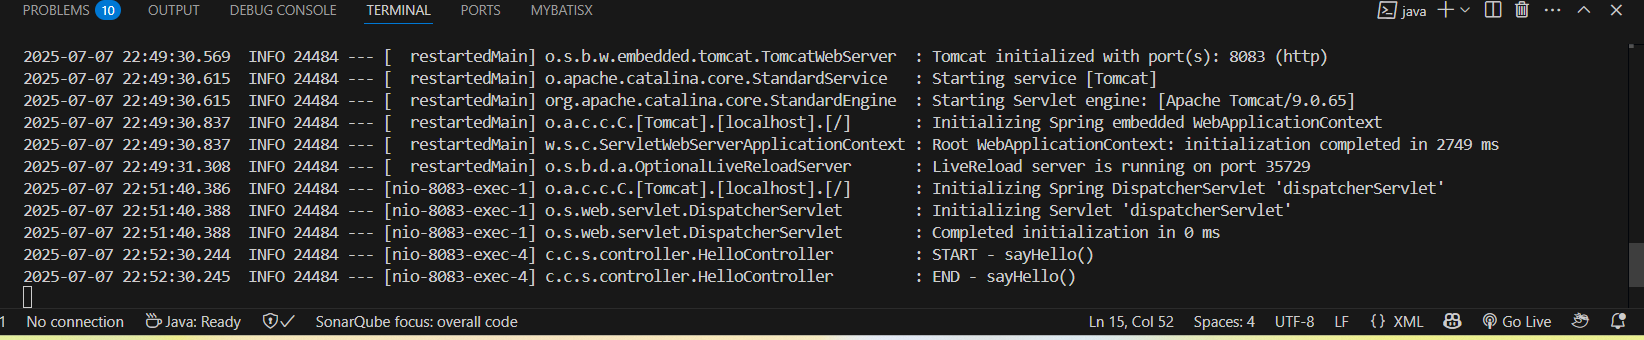 PROBLEMS 10 OUTPUT DEBUG CONSOLE TERMINAL PORTS MYBATISX java
2025-07-07 22:49:30.569  INFO 24484 --- [  restartedMain] o.s.b.w.embedded.tomcat.TomcatWebServer  : Tomcat initialized with port(s): 8083 (http)
2025-07-07 22:49:30.615  INFO 24484 --- [  restartedMain] o.apache.catalina.core.StandardService   : Starting service [Tomcat]
2025-07-07 22:49:30.615  INFO 24484 --- [  restartedMain] org.apache.catalina.core.StandardEngine  : Starting Servlet engine: [Apache Tomcat/9.0.65]
2025-07-07 22:49:30.837  INFO 24484 --- [  restartedMain] o.a.c.c.C.[Tomcat].[localhost].[/]       : Initializing Spring embedded WebApplicationContext
2025-07-07 22:49:30.837  INFO 24484 --- [  restartedMain] w.s.c.ServletWebServerApplicationContext : Root WebApplicationContext: initialization completed in 2749 ms
2025-07-07 22:49:31.308  INFO 24484 --- [  restartedMain] o.s.b.d.a.OptionalLiveReloadServer       : LiveReload server is running on port 35729
2025-07-07 22:51:40.386  INFO 24484 --- [nio-8083-exec-1] o.a.c.c.C.[Tomcat].[localhost].[/]       : Initializing Spring DispatcherServlet 'dispatcherServlet'
2025-07-07 22:51:40.388  INFO 24484 --- [nio-8083-exec-1] o.s.web.servlet.DispatcherServlet        : Initializing Servlet 'dispatcherServlet'
2025-07-07 22:51:40.388  INFO 24484 --- [nio-8083-exec-1] o.s.web.servlet.DispatcherServlet        : Completed initialization in 0 ms
2025-07-07 22:52:30.244  INFO 24484 --- [nio-8083-exec-4] c.c.s.controller.HelloController         : START - sayHello()
2025-07-07 22:52:30.245  INFO 24484 --- [nio-8083-exec-4] c.c.s.controller.HelloController         : END - sayHello()
1 No connection Java: Ready SonarQube focus: overall code Ln 15, Col 52 Spaces: 4 UTF-8 LF {} XML Go Live